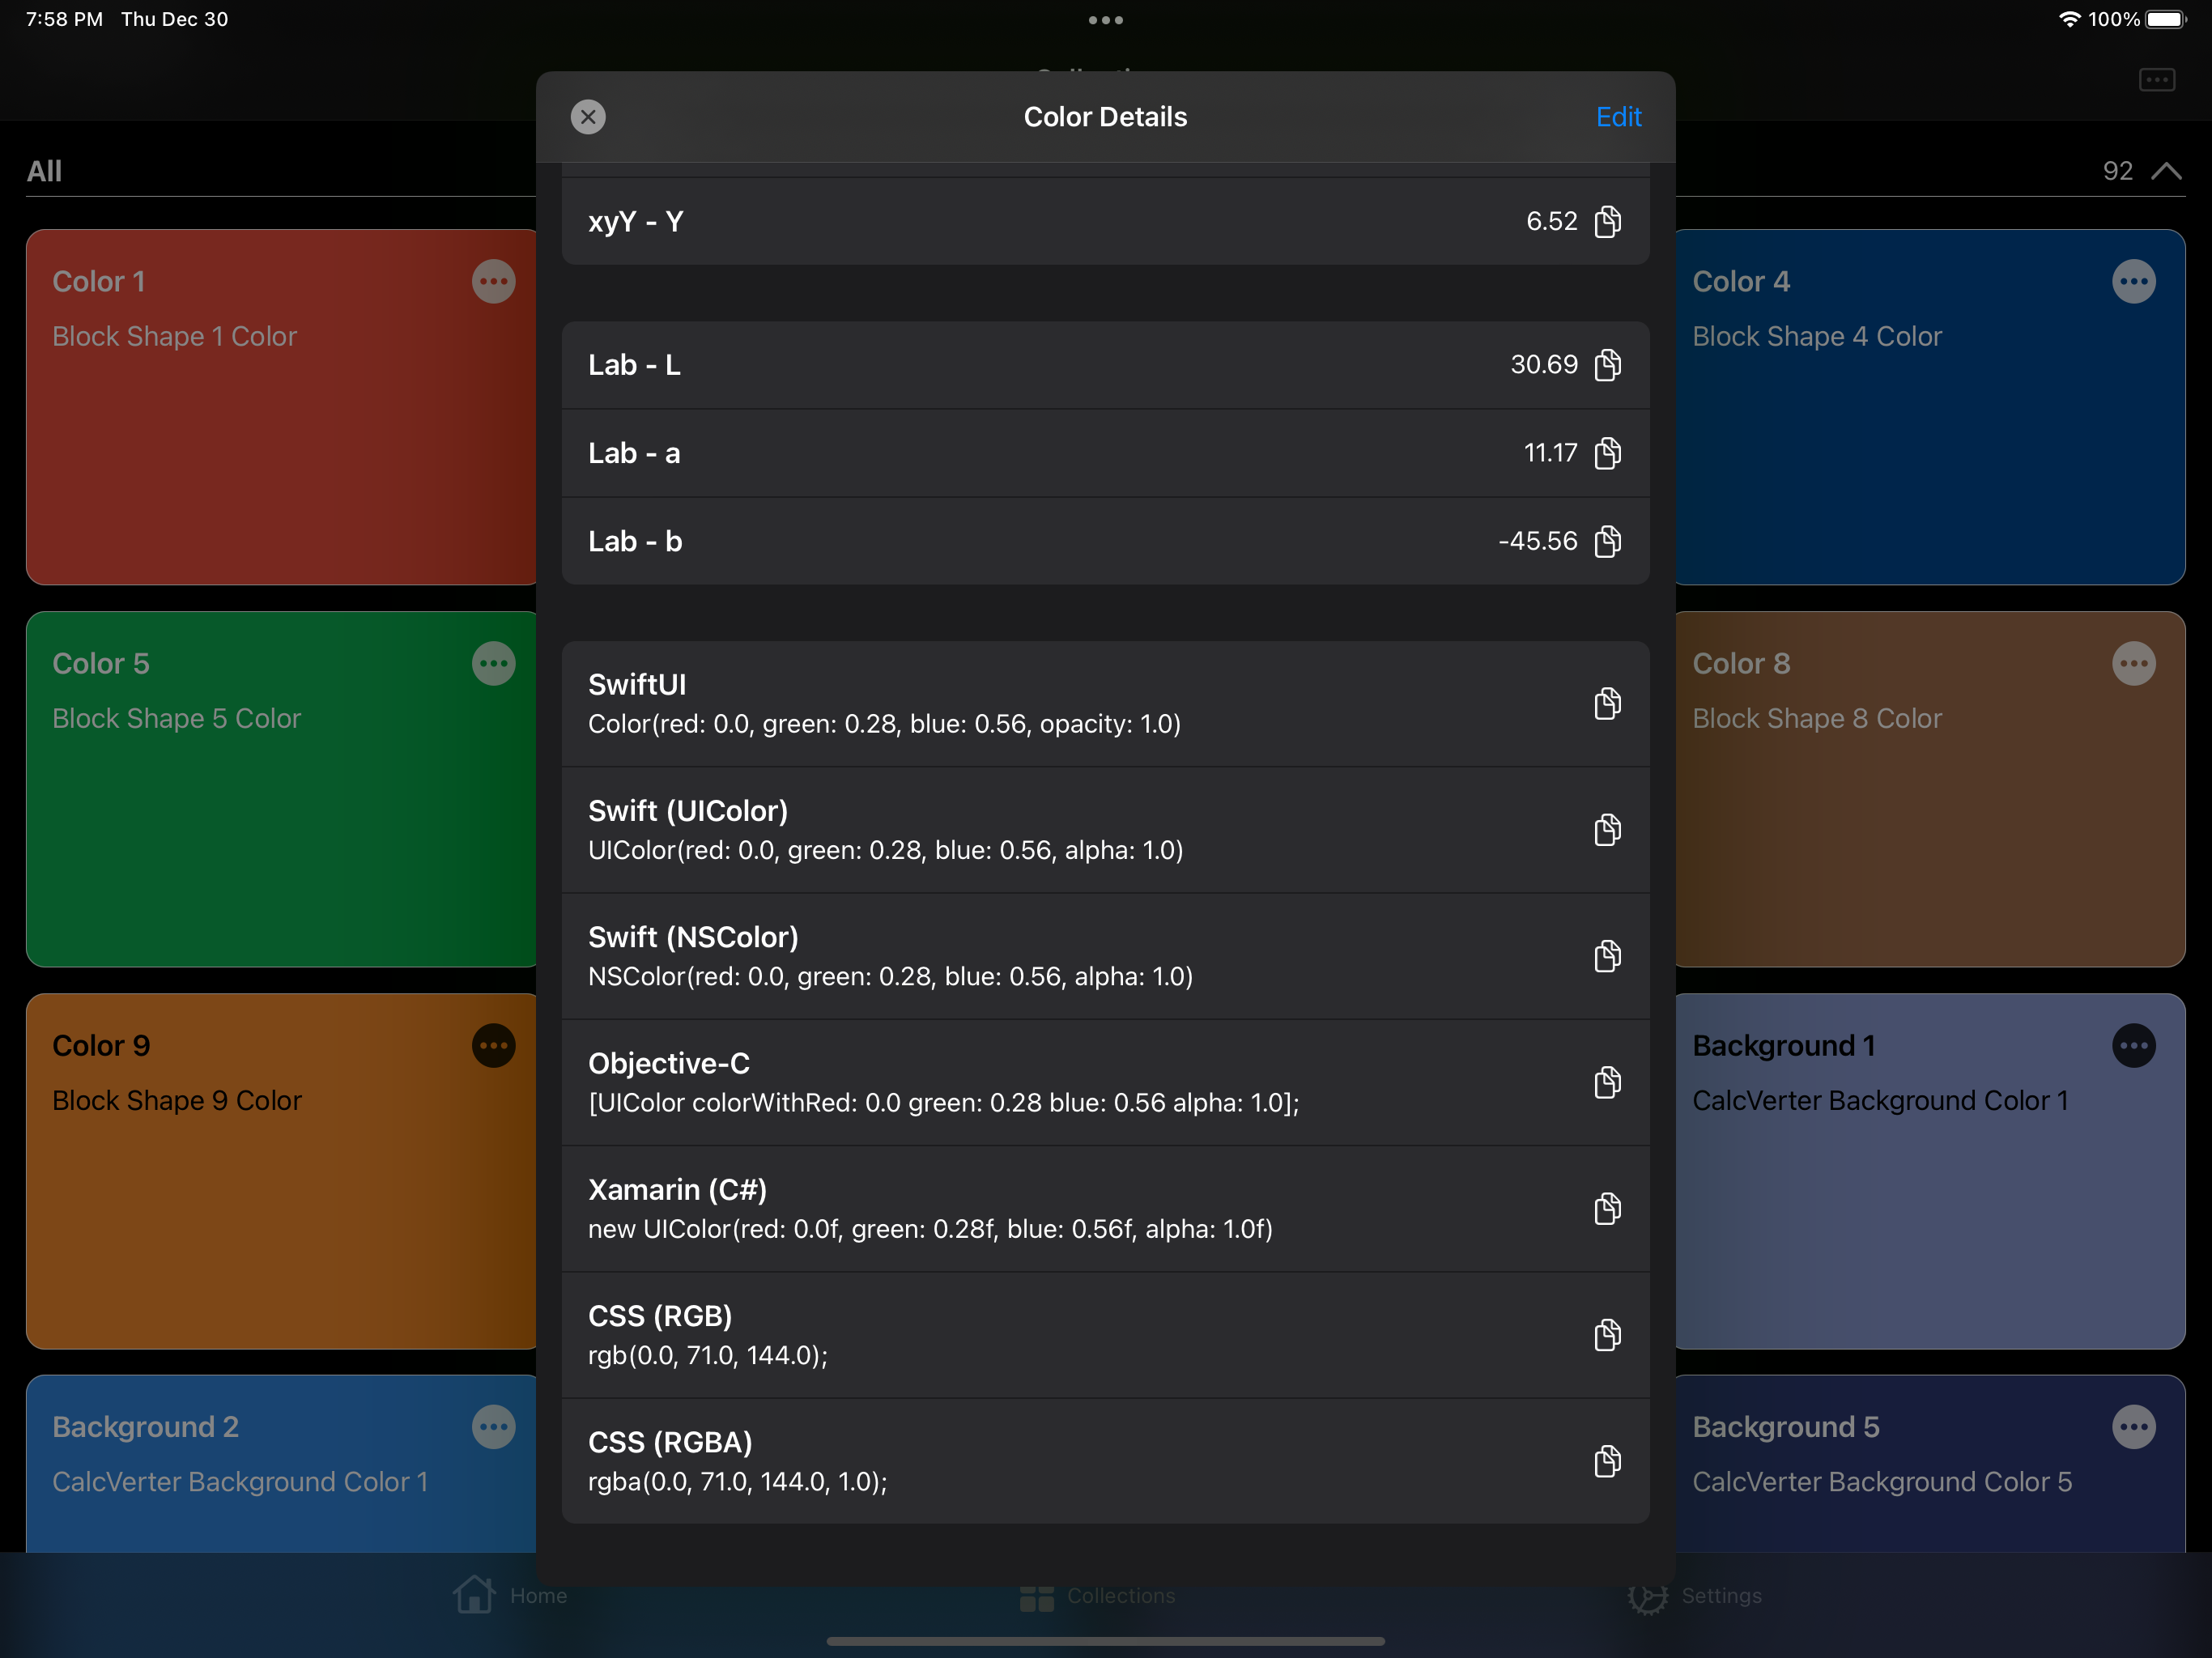 7:58 PM Thu Dec 30
100%
Color Details
Edit
All
92
xyY - Y
6.52
Lab - L
30.69
Lab - a
11.17
Lab - b
-45.56
SwiftUI
Color(red: 0.0, green: 0.28, blue: 0.56, opacity: 1.0)
Swift (UIColor)
UIColor(red: 0.0, green: 0.28, blue: 0.56, alpha: 1.0)
Swift (NSColor)
NSColor(red: 0.0, green: 0.28, blue: 0.56, alpha: 1.0)
Objective-C
[UIColor colorWithRed: 0.0 green: 0.28 blue: 0.56 alpha: 1.0];
Xamarin (C#)
new UIColor(red: 0.0f, green: 0.28f, blue: 0.56f, alpha: 1.0f)
CSS (RGB)
rgb(0.0, 71.0, 144.0);
CSS (RGBA)
rgba(0.0, 71.0, 144.0, 1.0);
Color 1
Block Shape 1 Color
Color 4
Block Shape 4 Color
Color 5
Block Shape 5 Color
Color 8
Block Shape 8 Color
Color 9
Block Shape 9 Color
Background 1
CalcVerter Background Color 1
Background 2
CalcVerter Background Color 1
Background 5
CalcVerter Background Color 5
Home
Collections
Settings